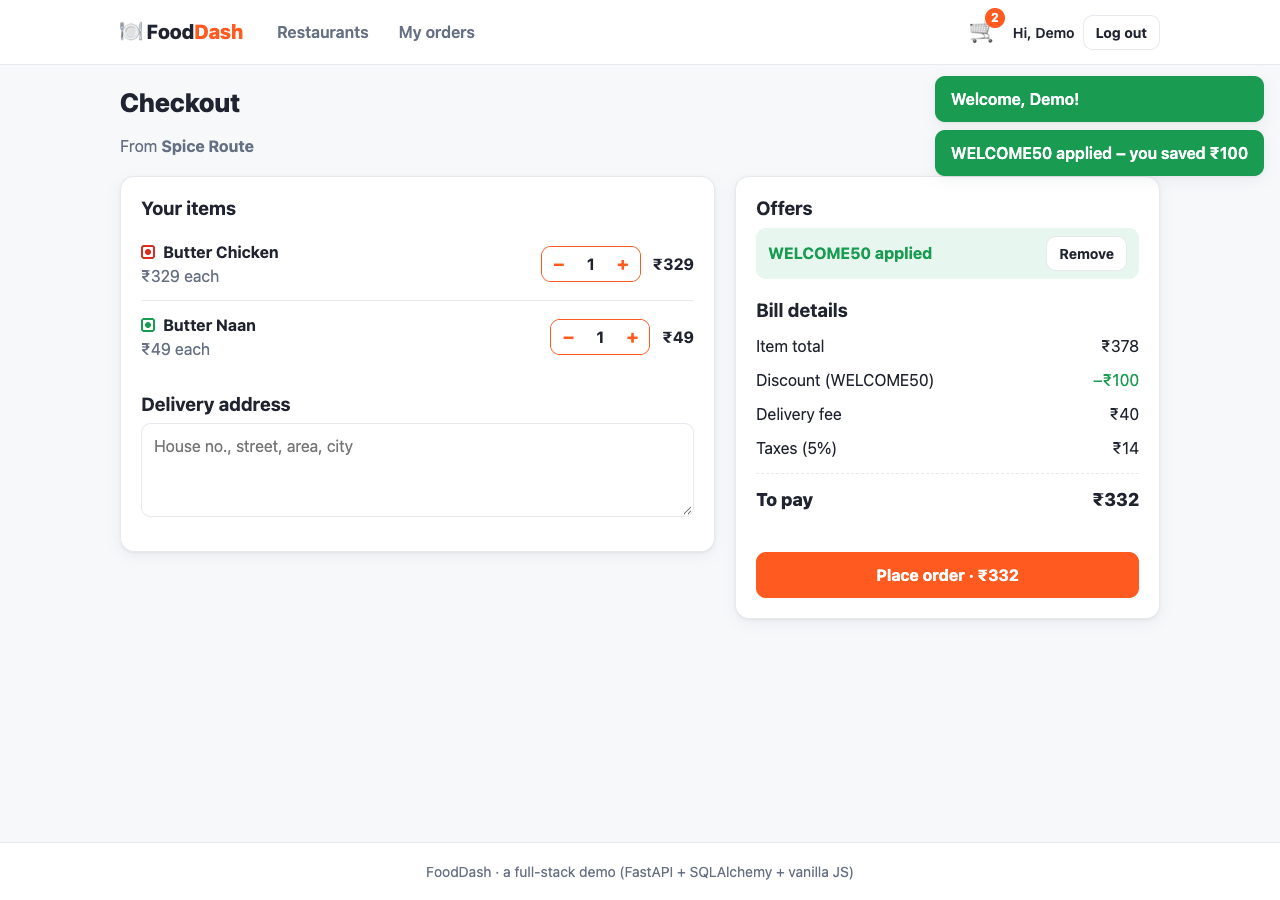 FoodDash
Restaurants
My orders
2
Hi, Demo
Log out
Welcome, Demo!
WELCOME50 applied – you saved ₹100
Checkout
From Spice Route
Your items
Butter Chicken
₹329 each
− 1 + ₹329
Butter Naan
₹49 each
− 1 + ₹49
Delivery address
House no., street, area, city
Offers
WELCOME50 applied
Remove
Bill details
Item total ₹378
Discount (WELCOME50) −₹100
Delivery fee ₹40
Taxes (5%) ₹14
To pay ₹332
Place order · ₹332
FoodDash · a full-stack demo (FastAPI + SQLAlchemy + vanilla JS)